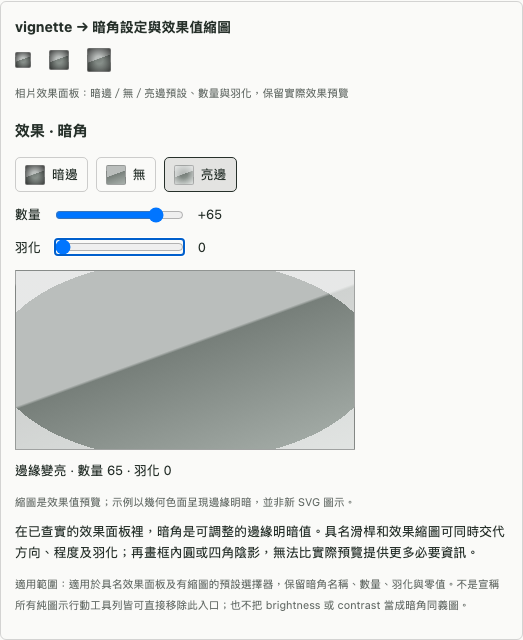 vignette → 暗角設定與效果值縮圖
相片效果面板：暗邊 / 無 / 亮邊預設、數量與羽化，保留實際效果預覽
效果 · 暗角
暗邊 無 亮邊
數量 +65
羽化 0
邊緣變亮 · 數量 65 · 羽化 0
縮圖是效果值預覽；示例以幾何色面呈現邊緣明暗，並非新 SVG 圖示。
在已查實的效果面板裡，暗角是可調整的邊緣明暗值。具名滑桿和效果縮圖可同時交代
方向、程度及羽化；再畫框內圓或四角陰影，無法比實際預覽提供更多必要資訊。
適用範圍：適用於具名效果面板及有縮圖的預設選擇器，保留暗角名稱、數量、羽化與零值。不是宣稱
所有純圖示行動工具列皆可直接移除此入口；也不把 brightness 或 contrast 當成暗角同義圖。